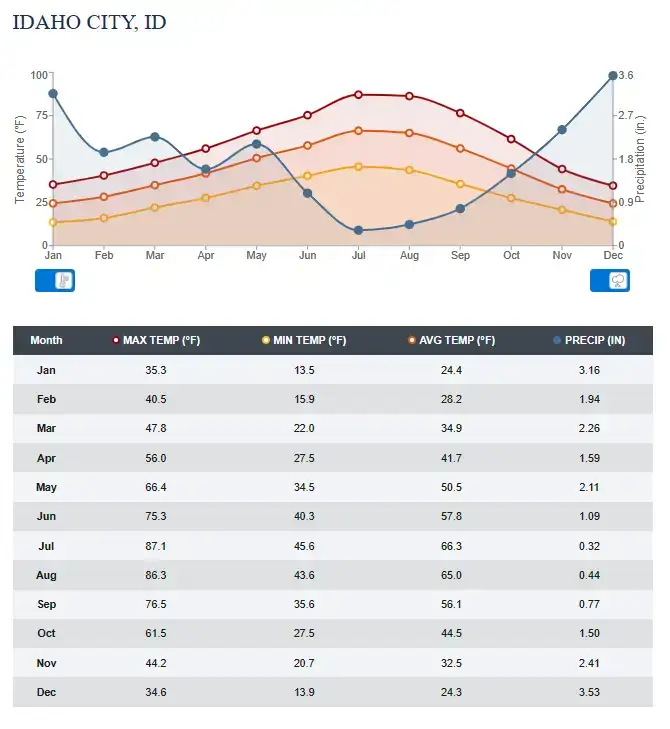 IDAHO CITY, ID
100 3.6
75 2.7
50 1.8
25 0.9
0 0
Temperature (°F)
Precipitation (in.)
Jan Feb Mar Apr May Jun Jul Aug Sep Oct Nov Dec
Month MAX TEMP (°F) MIN TEMP (°F) AVG TEMP (°F) PRECIP (IN)
Jan 35.3 13.5 24.4 3.16
Feb 40.5 15.9 28.2 1.94
Mar 47.8 22.0 34.9 2.26
Apr 56.0 27.5 41.7 1.59
May 66.4 34.5 50.5 2.11
Jun 75.3 40.3 57.8 1.09
Jul 87.1 45.6 66.3 0.32
Aug 86.3 43.6 65.0 0.44
Sep 76.5 35.6 56.1 0.77
Oct 61.5 27.5 44.5 1.50
Nov 44.2 20.7 32.5 2.41
Dec 34.6 13.9 24.3 3.53